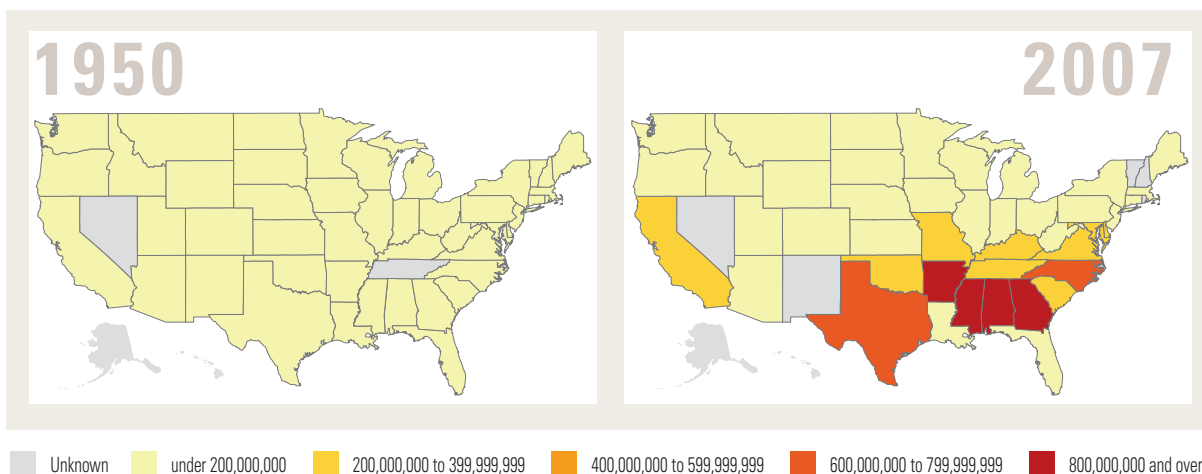 1950
2007
Unknown
under 200,000,000
200,000,000 to 399,999,999
400,000,000 to 599,999,999
600,000,000 to 799,999,999
800,000,000 and ove